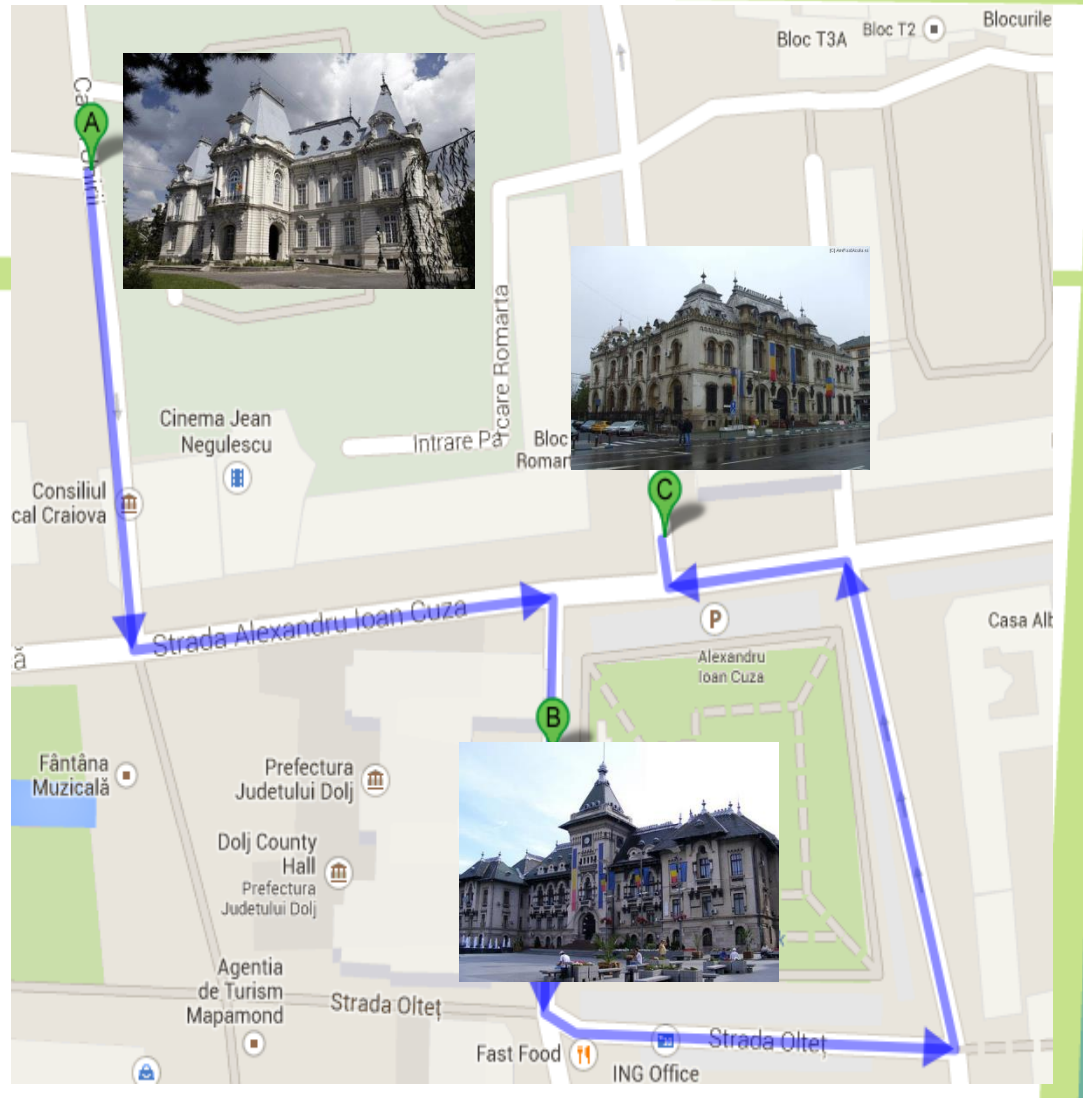 Blocurile
Bloc T2
Bloc T3A
A
Intrare Pa
rcare Romarta
Cinema Jean
Negulescu
Bloc
Consiliul
cal Craiova
C
Strada Alexandru Ioan Cuza
ă
P
Alexandru
Ioan Cuza
Casa Alb
B
Fântâna
Muzicală
Prefectura
Judetului Dolj
Dolj County
Hall
Prefectura
Judetului Dolj
Agentia
de Turism
Mapamond
Strada Olteț
Strada Olteț
Fast Food
ING Office